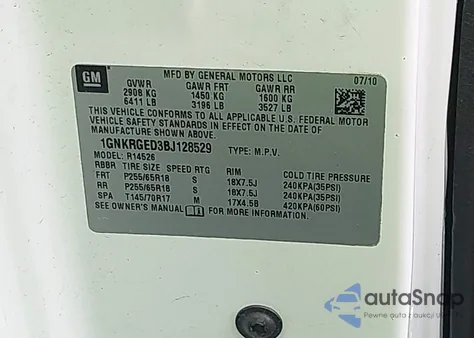 GM
MFD BY GENERAL MOTORS LLC
07/10
GVWR GAWR FRT GAWR RR
2908 KG 1450 KG 1600 KG
6411 LB 3196 LB 3527 LB
THIS VEHICLE CONFORMS TO ALL APPLICABLE U.S. FEDERAL MOTOR
VEHICLE SAFETY STANDARDS IN EFFECT ON THE DATE OF
MANUFACTURE SHOWN ABOVE.
1GNKRGED3BJ128529 TYPE: M.P.V.
MODEL: R14526
RBBR TIRE SIZE SPEED RTG RIM COLD TIRE PRESSURE
FRT P255/65R18 S 18X7.5J 240KPA(35PSI)
RR P255/65R18 S 18X7.5J 240KPA(35PSI)
SPA T145/70R17 M 17X4.5B 420KPA(60PSI)
SEE OWNER'S MANUAL FOR MORE INFORMATION.
autoSnap
Pewne auta z aukcji